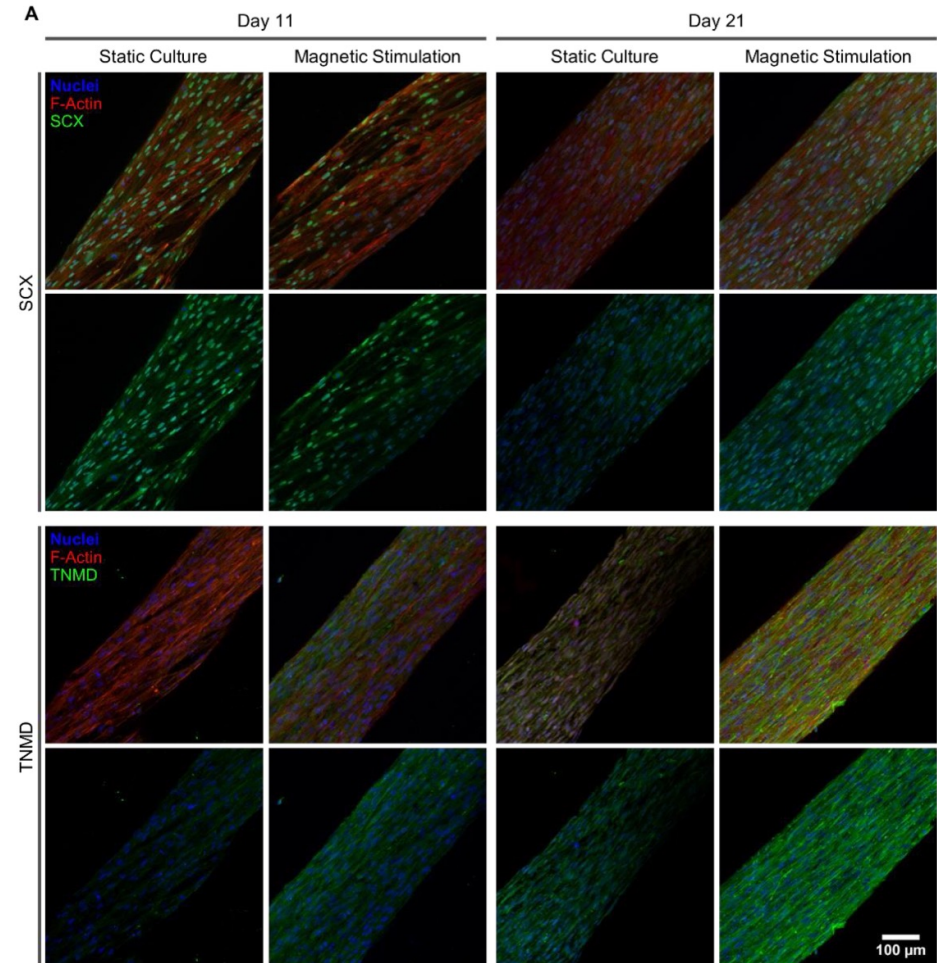 A
Day 11
Day 21
Static Culture
Magnetic Stimulation
Static Culture
Magnetic Stimulation
SCX
Nuclei
F-Actin
SCX
TNMD
Nuclei
F-Actin
TNMD
100 µm